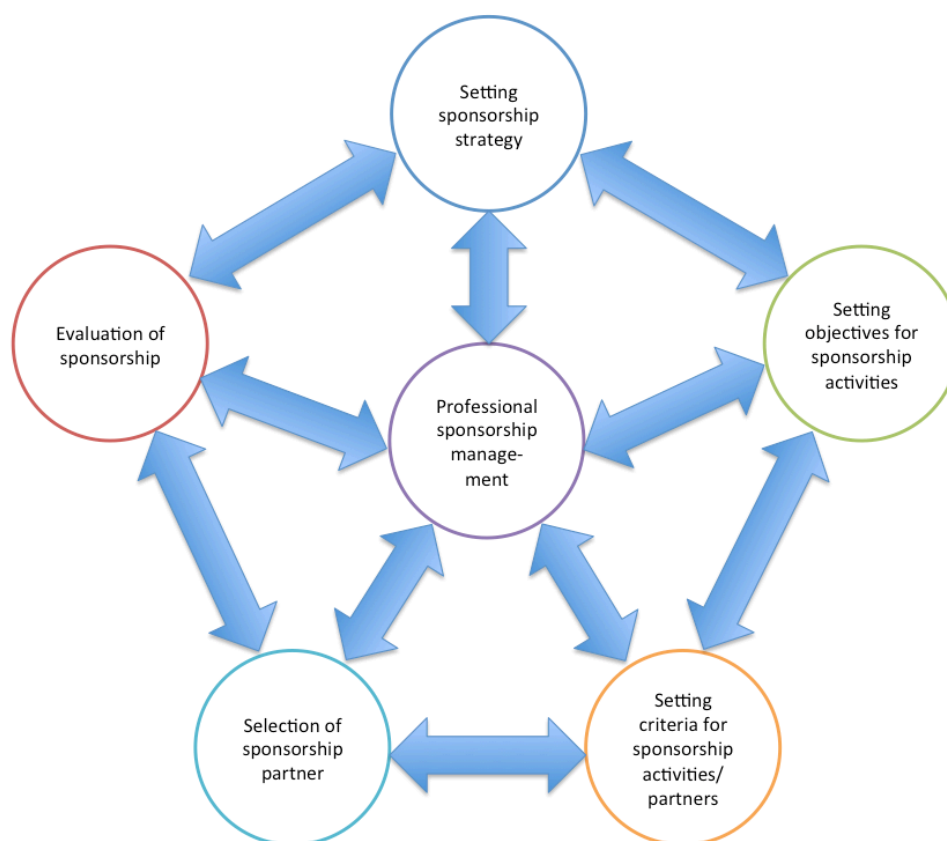 Setting
sponsorship
strategy
Evaluation of
sponsorship
Setting
objectives for
sponsorship
activities
Professional
sponsorship
manage-
ment
Selection of
sponsorship
partner
Setting
criteria for
sponsorship
activities/
partners